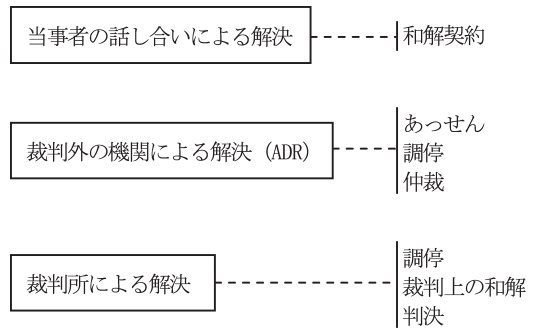 当事者の話し合いによる解決
和解契約
裁判外の機関による解決（ADR）
あっせん
調停
仲裁
裁判所による解決
調停
裁判上の和解
判決